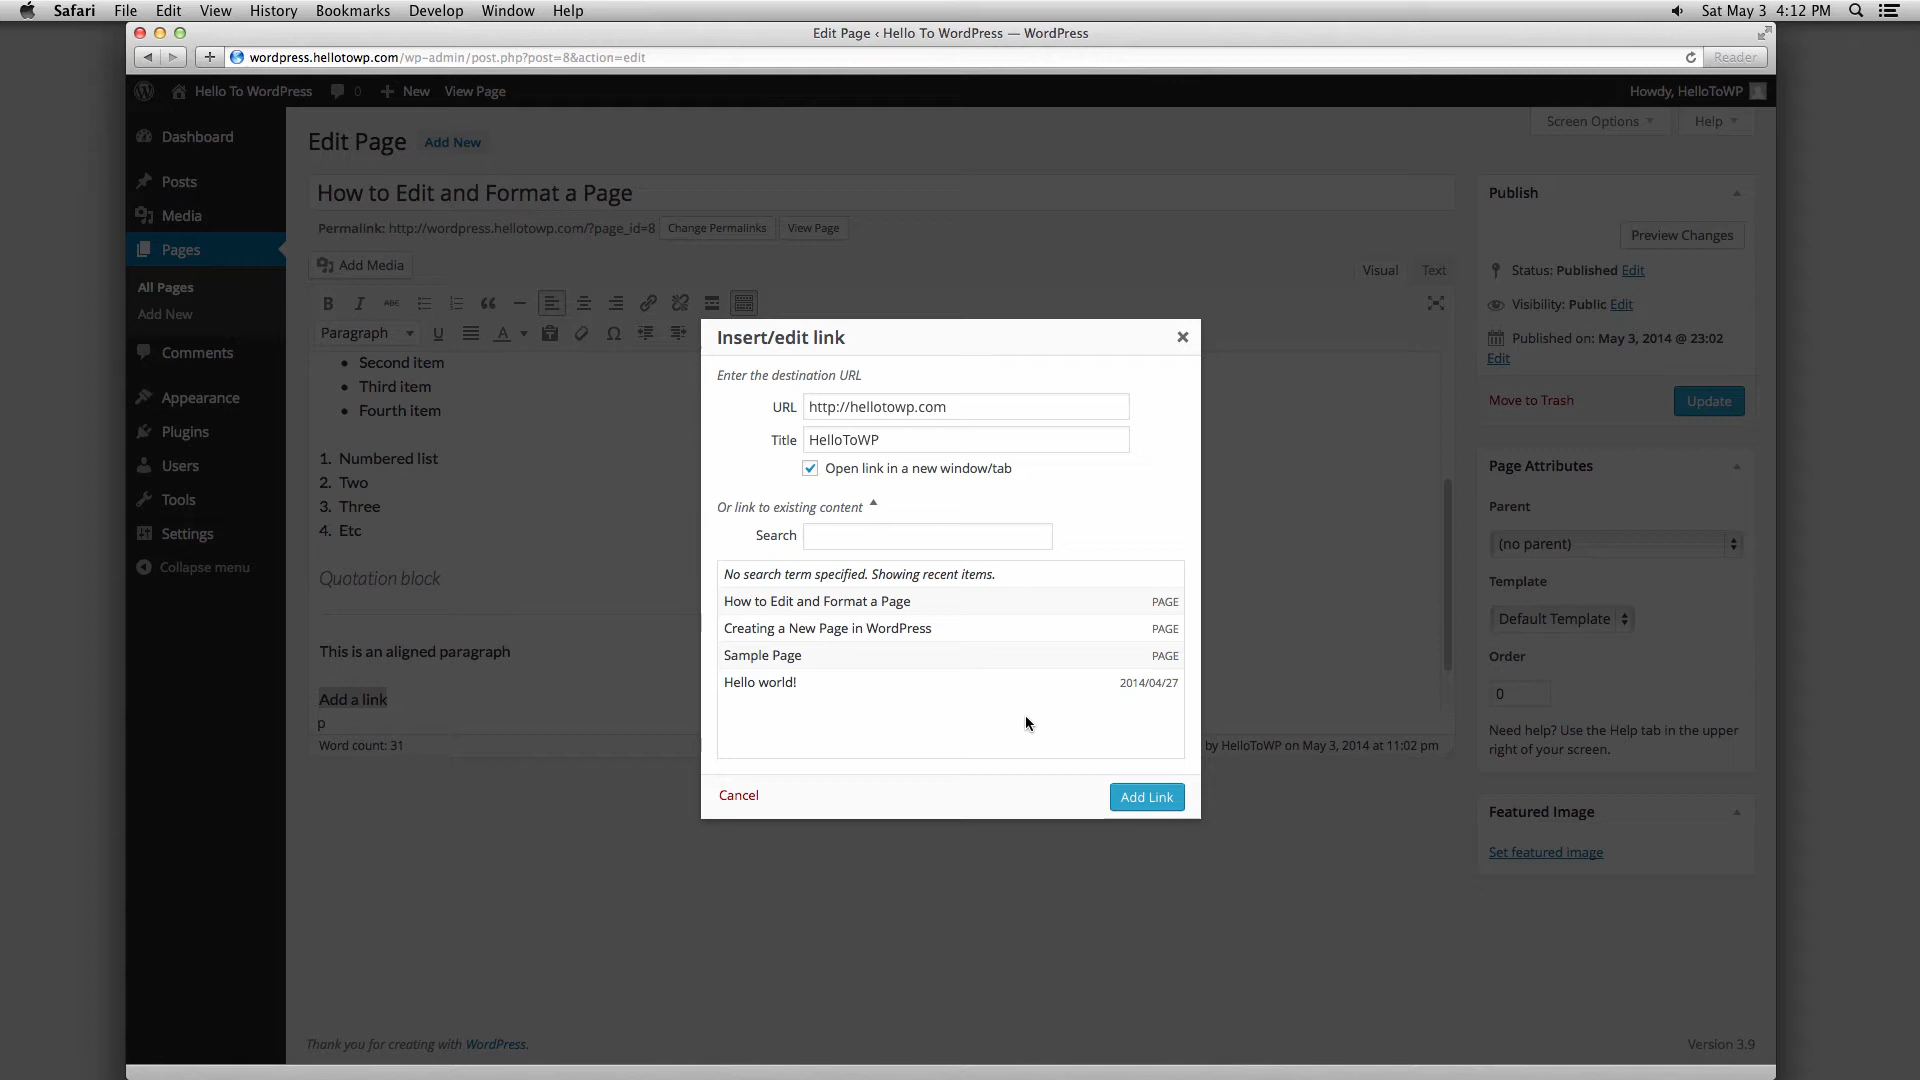 Safari File Edit View History Bookmarks Develop Window Help Sat May 3 4:12 PM
Edit Page ‹ Hello To WordPress — WordPress
wordpress.hellotowp.com/wp-admin/post.php?post=8&action=edit Reader
Hello To WordPress 0 New View Page Howdy, HelloToWP
Screen Options Help
Dashboard
Posts
Media
Pages
All Pages
Add New
Comments
Appearance
Plugins
Users
Tools
Settings
Collapse menu
Edit Page Add New
How to Edit and Format a Page
Permalink: http://wordpress.hellotowp.com/?page_id=8 Change Permalinks View Page
Add Media
Visual Text
B I ABC
Paragraph U A Ω
• Second item
• Third item
• Fourth item
1. Numbered list
2. Two
3. Three
4. Etc
Quotation block
This is an aligned paragraph
Add a link
p
Word count: 31
by HelloToWP on May 3, 2014 at 11:02 pm
Insert/edit link
Enter the destination URL
URL http://hellotowp.com
Title HelloToWP
Open link in a new window/tab
Or link to existing content
Search
No search term specified. Showing recent items.
How to Edit and Format a Page PAGE
Creating a New Page in WordPress PAGE
Sample Page PAGE
Hello world! 2014/04/27
Cancel Add Link
Publish
Preview Changes
Status: Published Edit
Visibility: Public Edit
Published on: May 3, 2014 @ 23:02
Edit
Move to Trash Update
Page Attributes
Parent
(no parent)
Template
Default Template
Order
0
Need help? Use the Help tab in the upper
right of your screen.
Featured Image
Set featured image
Thank you for creating with WordPress. Version 3.9